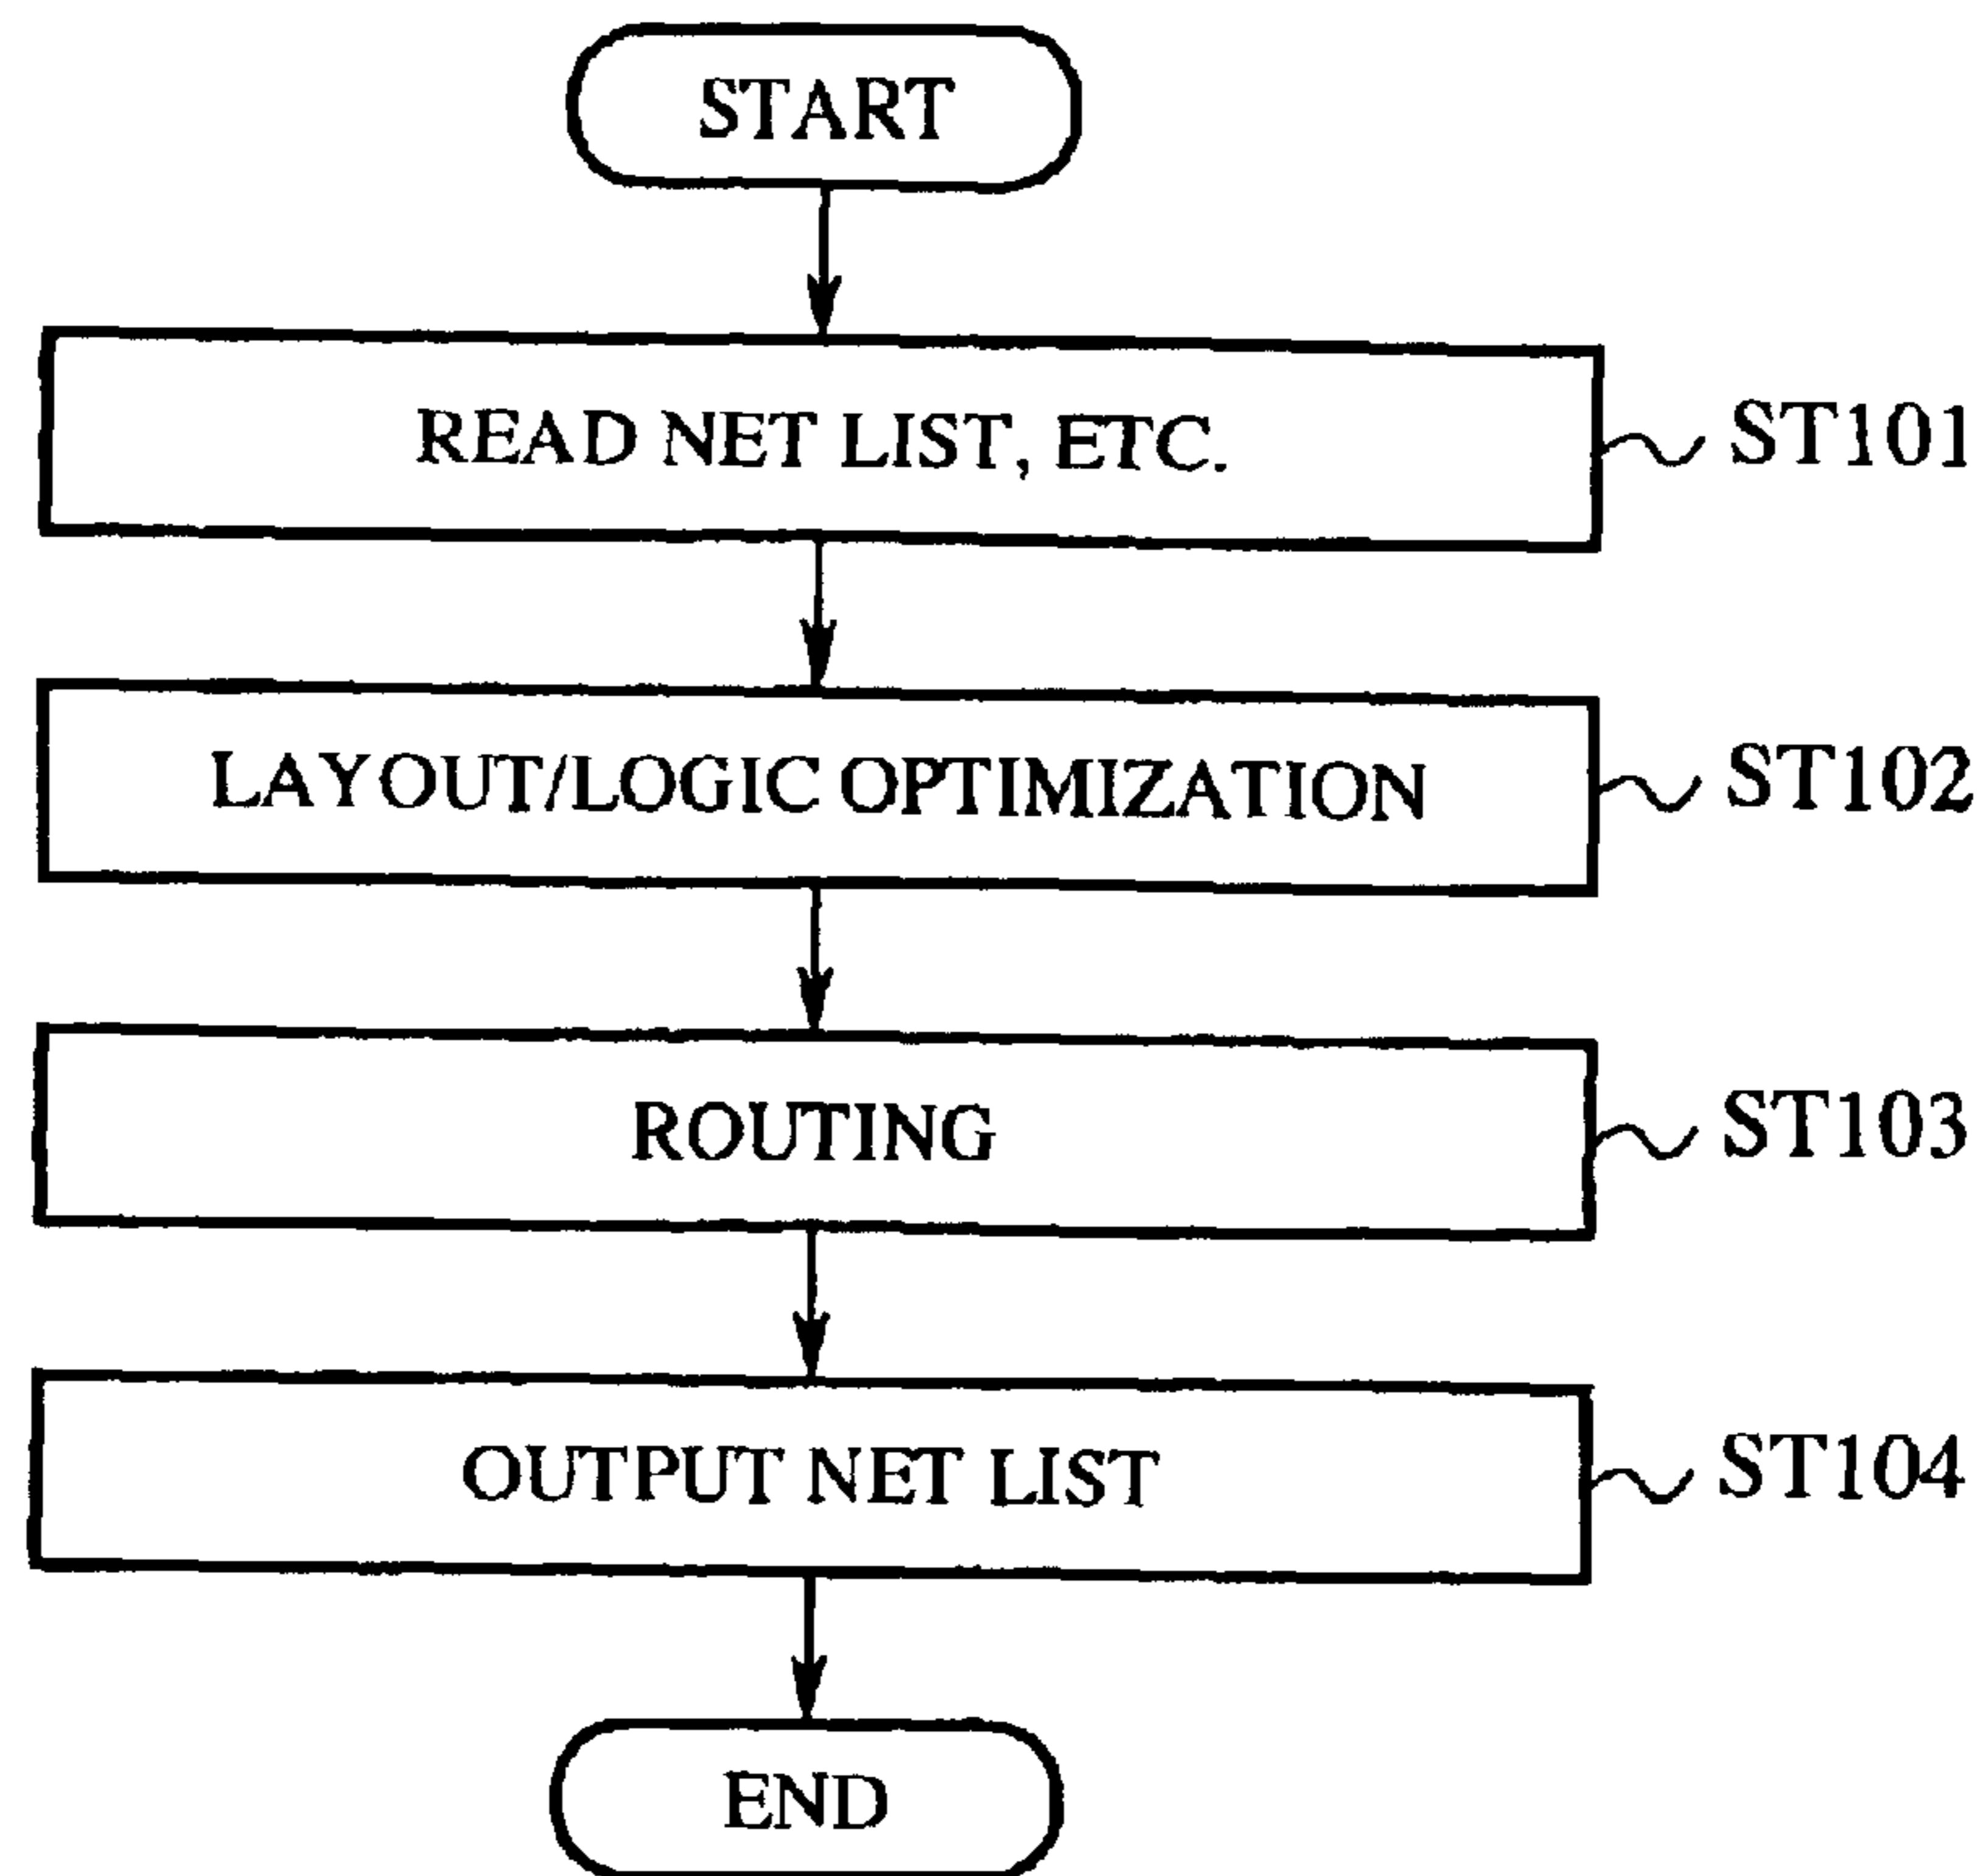 START
READ NET LIST, ETC.
ST101
LAYOUT/LOGIC OPTIMIZATION
ST102
ROUTING
ST103
OUTPUT NET LIST
ST104
END